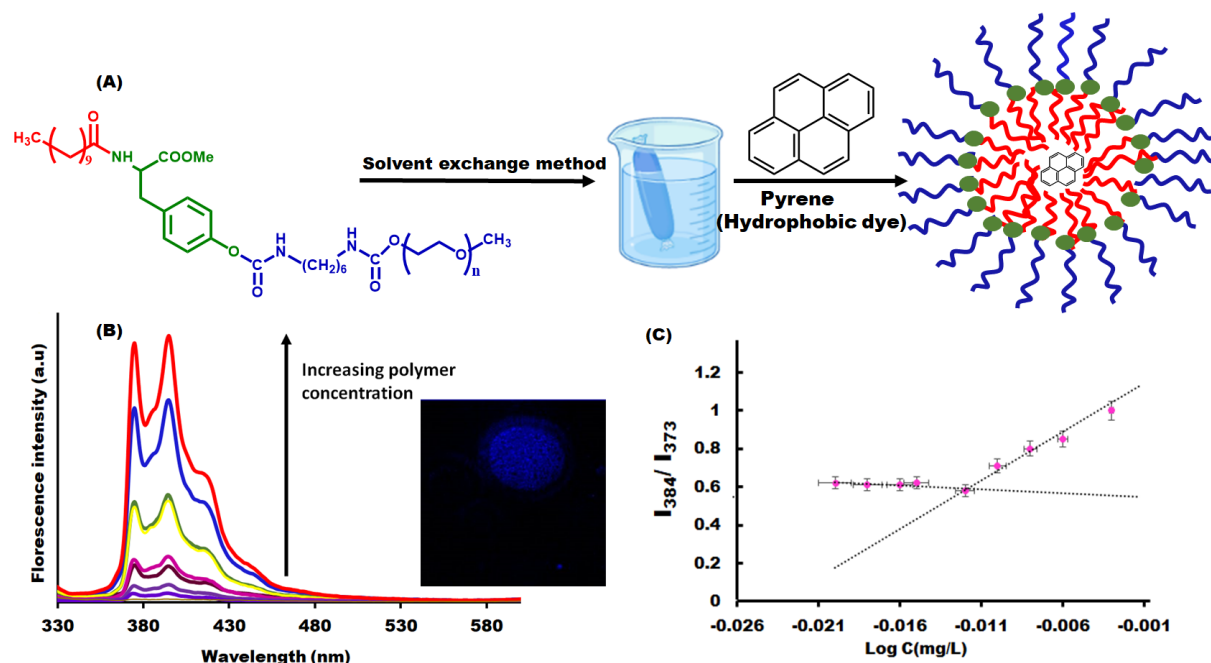 (A)
H₃C
9
O
N
H
COOMe
O
C
O
H
N
(CH₂)₆
H
N
C
O
O
O
n
CH₃
Solvent exchange method
Pyrene
(Hydrophobic dye)
(B)
Florescence intensity (a.u)
Increasing polymer
concentration
330 380 430 480 530 580
Wavelength (nm)
(C)
I₃₈₄/ I₃₇₃
1.2
1
0.8
0.6
0.4
0.2
0
-0.026 -0.021 -0.016 -0.011 -0.006 -0.001
Log C(mg/L)